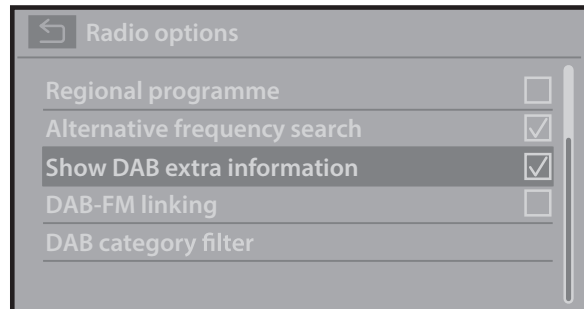 Radio options
Regional programme
Alternative frequency search
Show DAB extra information
DAB-FM linking
DAB category filter